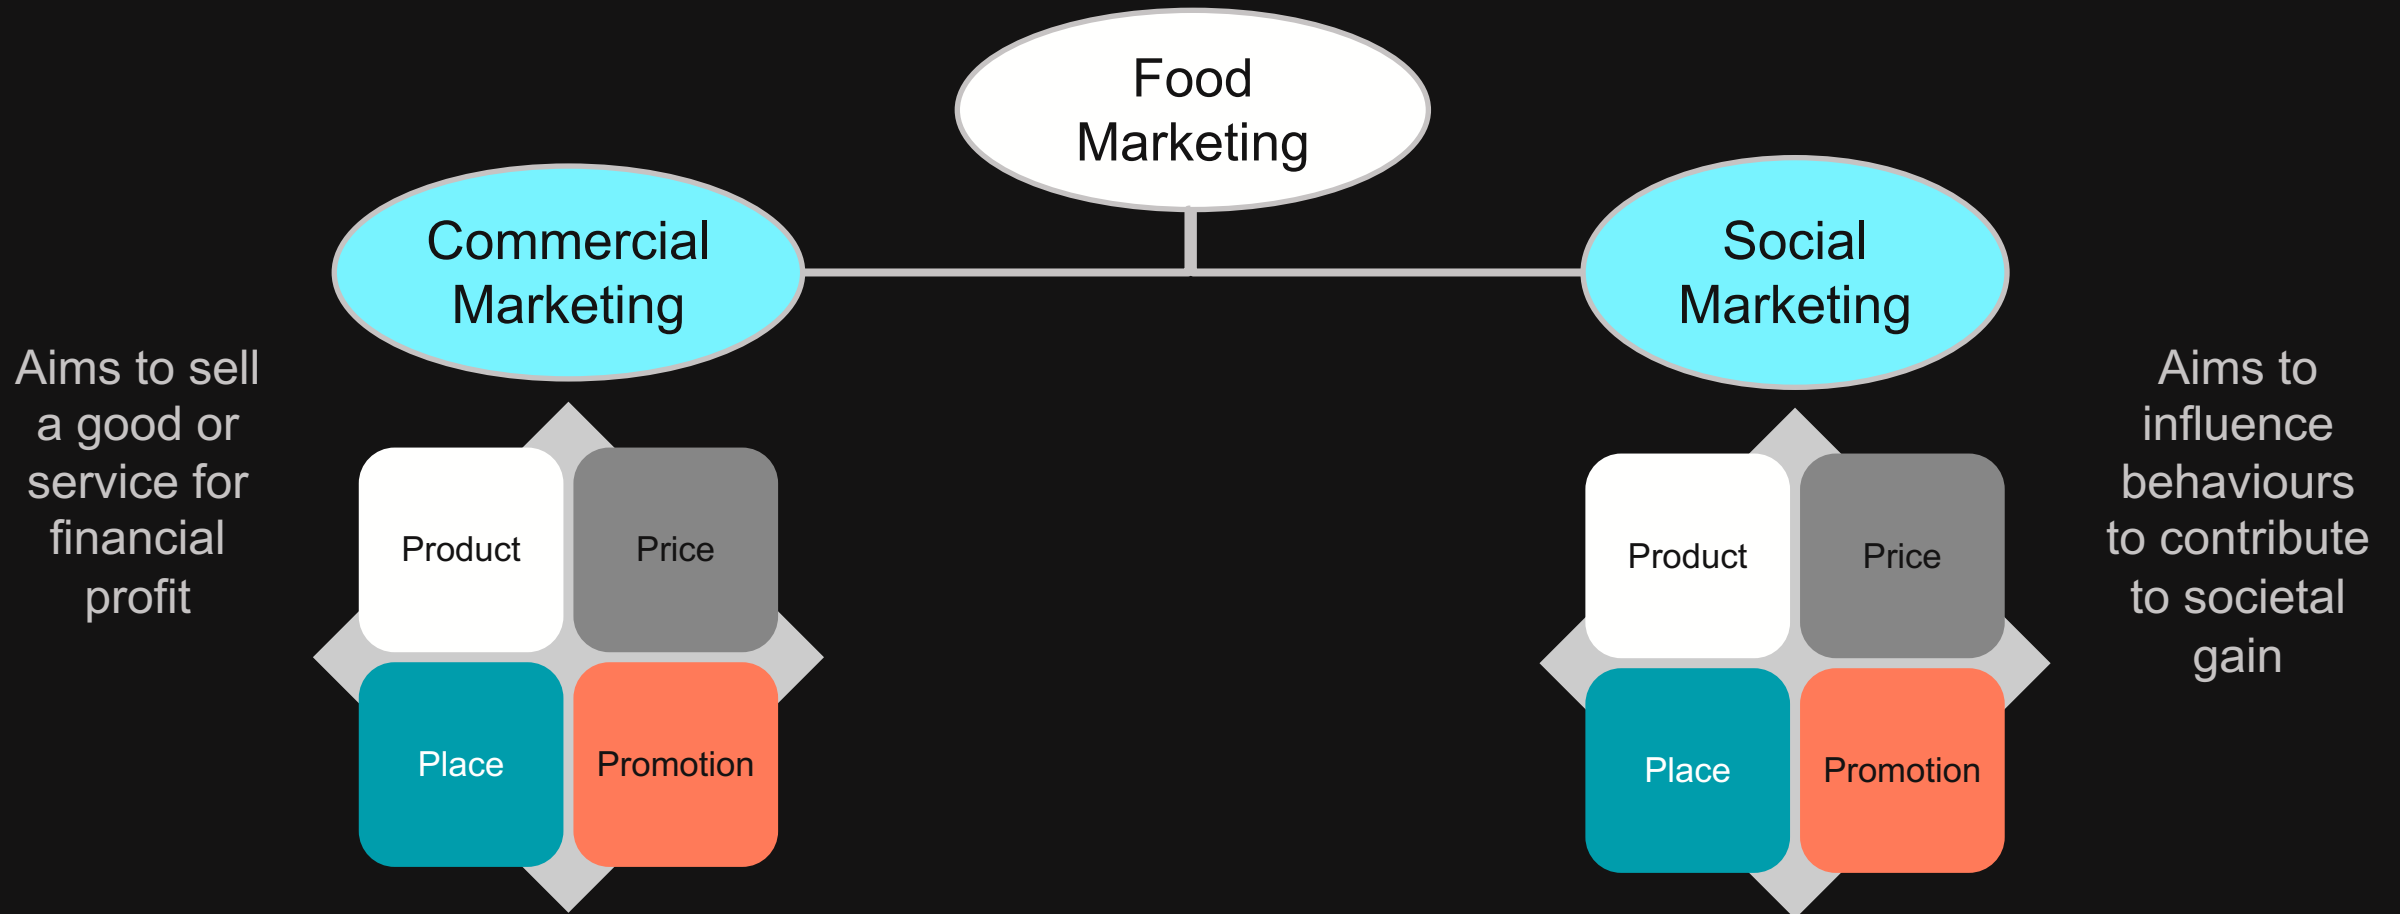 Food
Marketing
Commercial
Marketing
Social
Marketing
Aims to sell
a good or
service for
financial
profit
Product
Price
Place
Promotion
Product
Price
Place
Promotion
Aims to
influence
behaviours
to contribute
to societal
gain